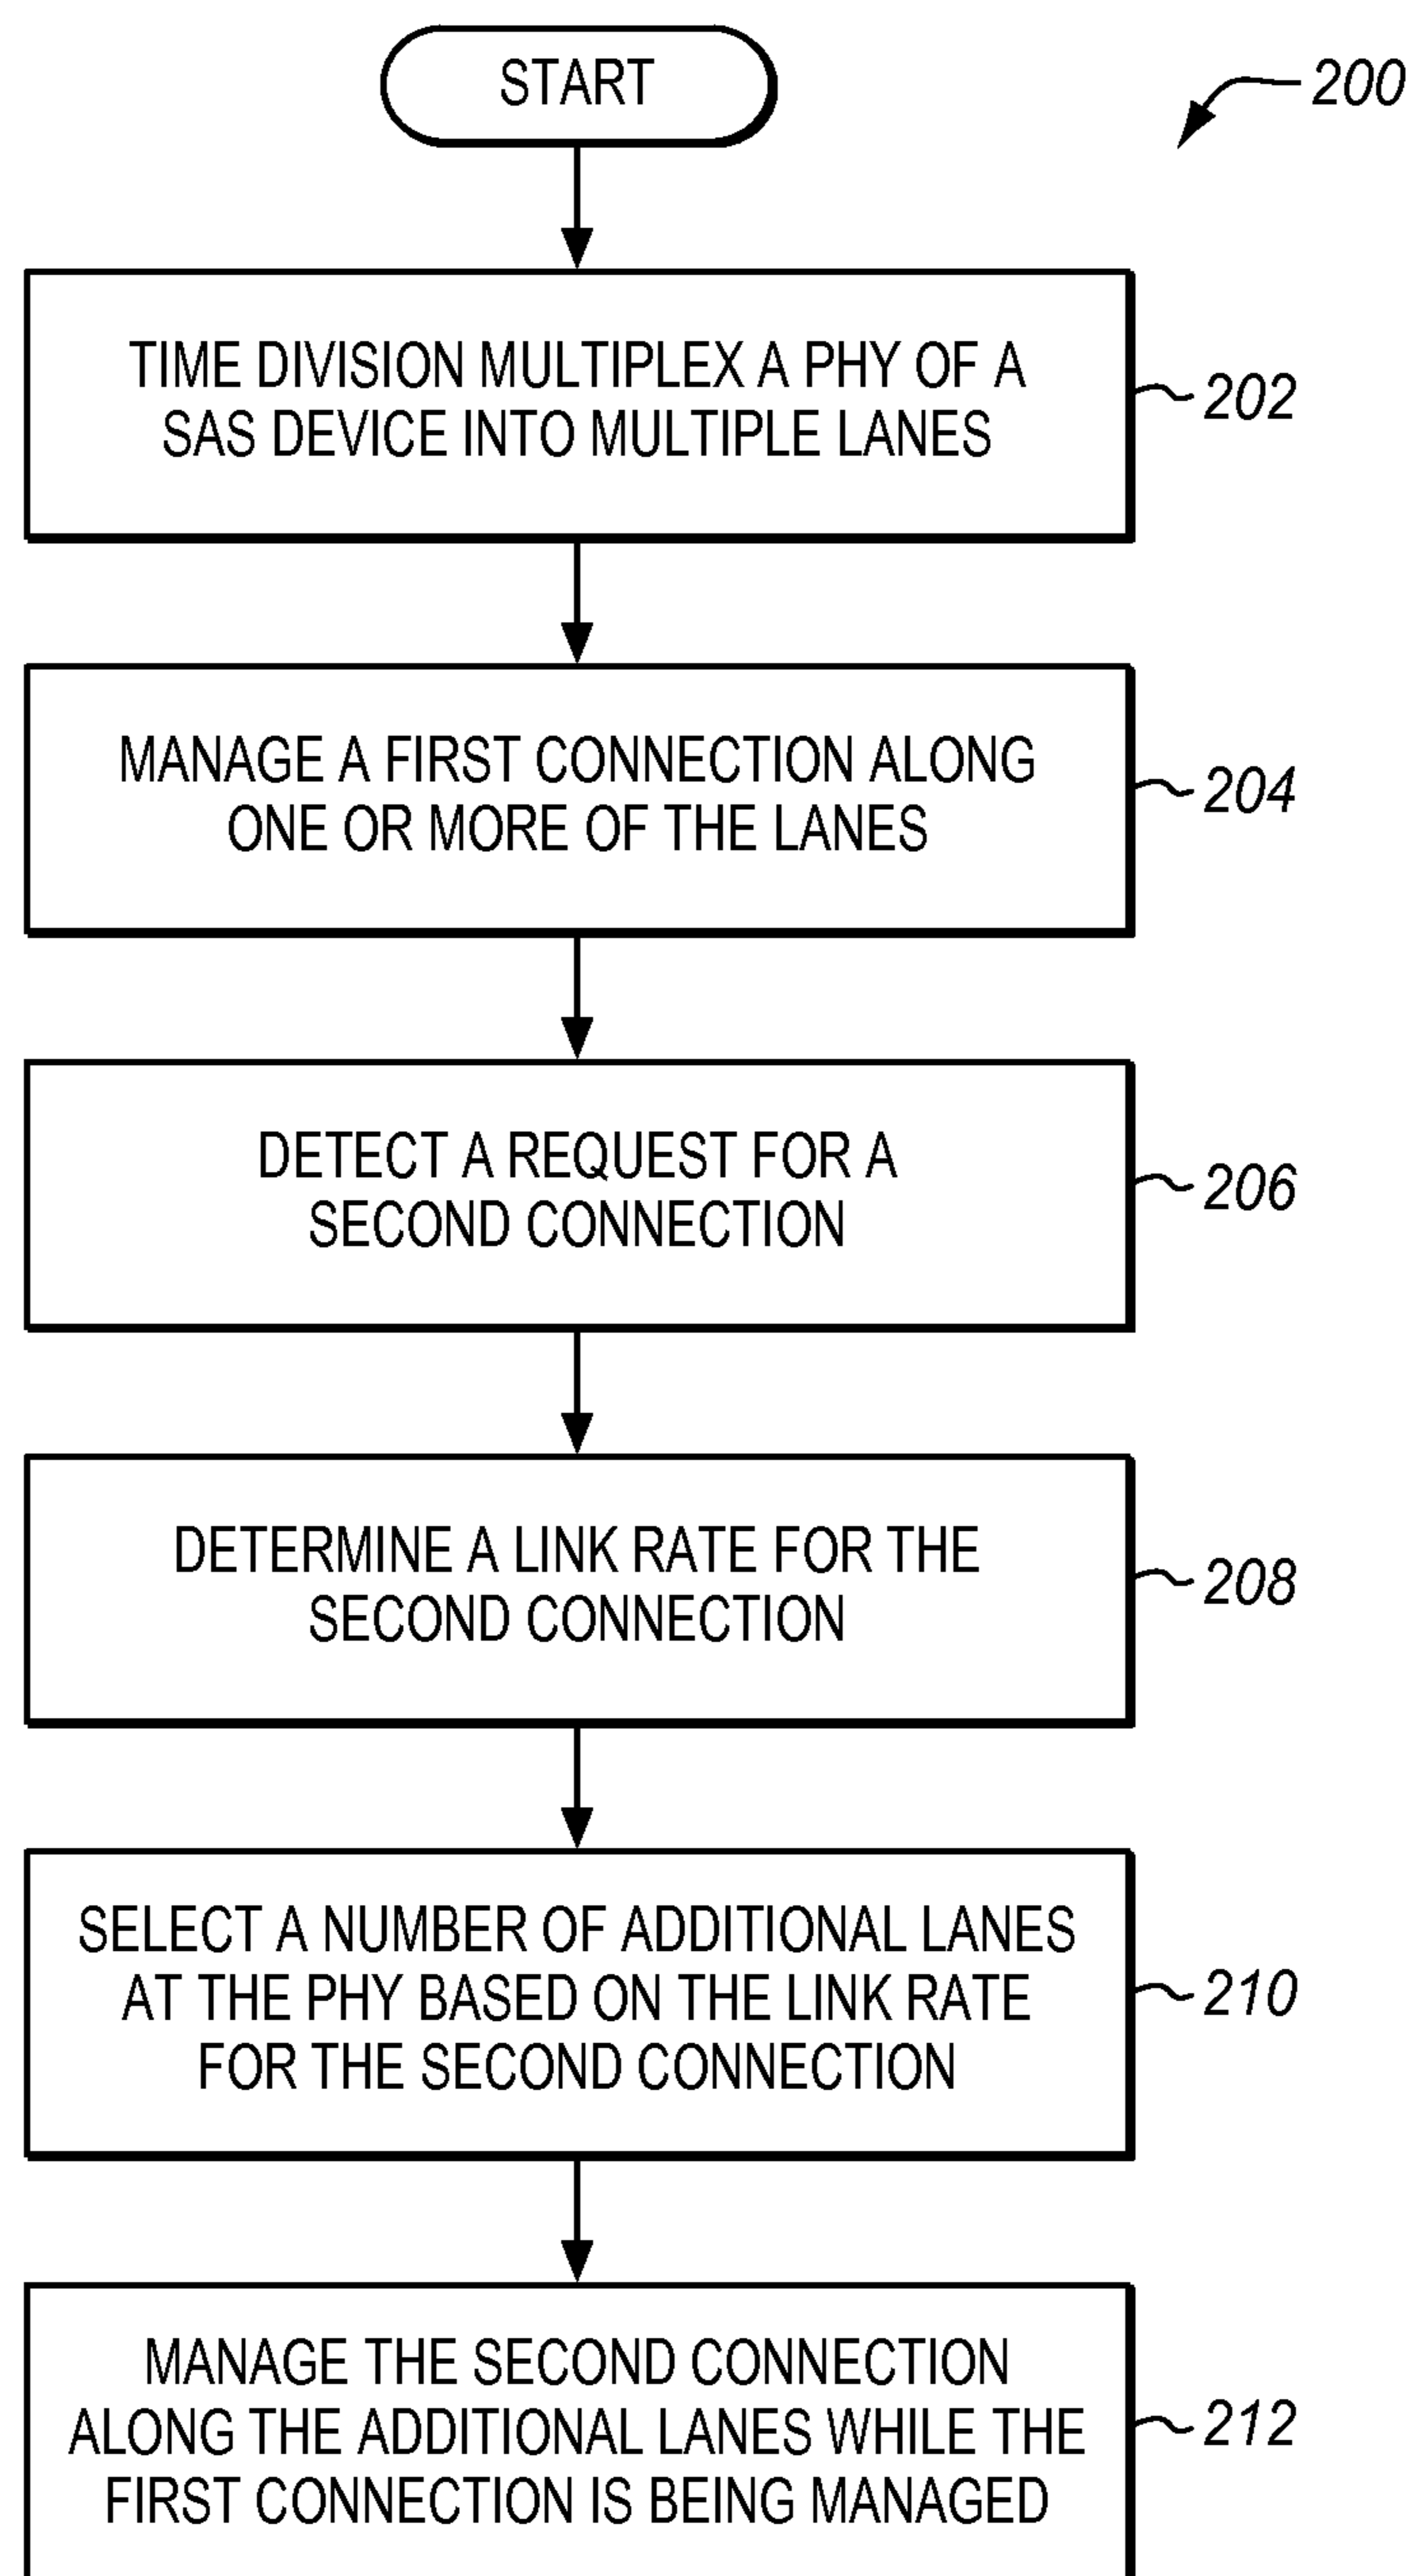 START
200
TIME DIVISION MULTIPLEX A PHY OF A
SAS DEVICE INTO MULTIPLE LANES
202
MANAGE A FIRST CONNECTION ALONG
ONE OR MORE OF THE LANES
204
DETECT A REQUEST FOR A
SECOND CONNECTION
206
DETERMINE A LINK RATE FOR THE
SECOND CONNECTION
208
SELECT A NUMBER OF ADDITIONAL LANES
AT THE PHY BASED ON THE LINK RATE
FOR THE SECOND CONNECTION
210
MANAGE THE SECOND CONNECTION
ALONG THE ADDITIONAL LANES WHILE THE
FIRST CONNECTION IS BEING MANAGED
212